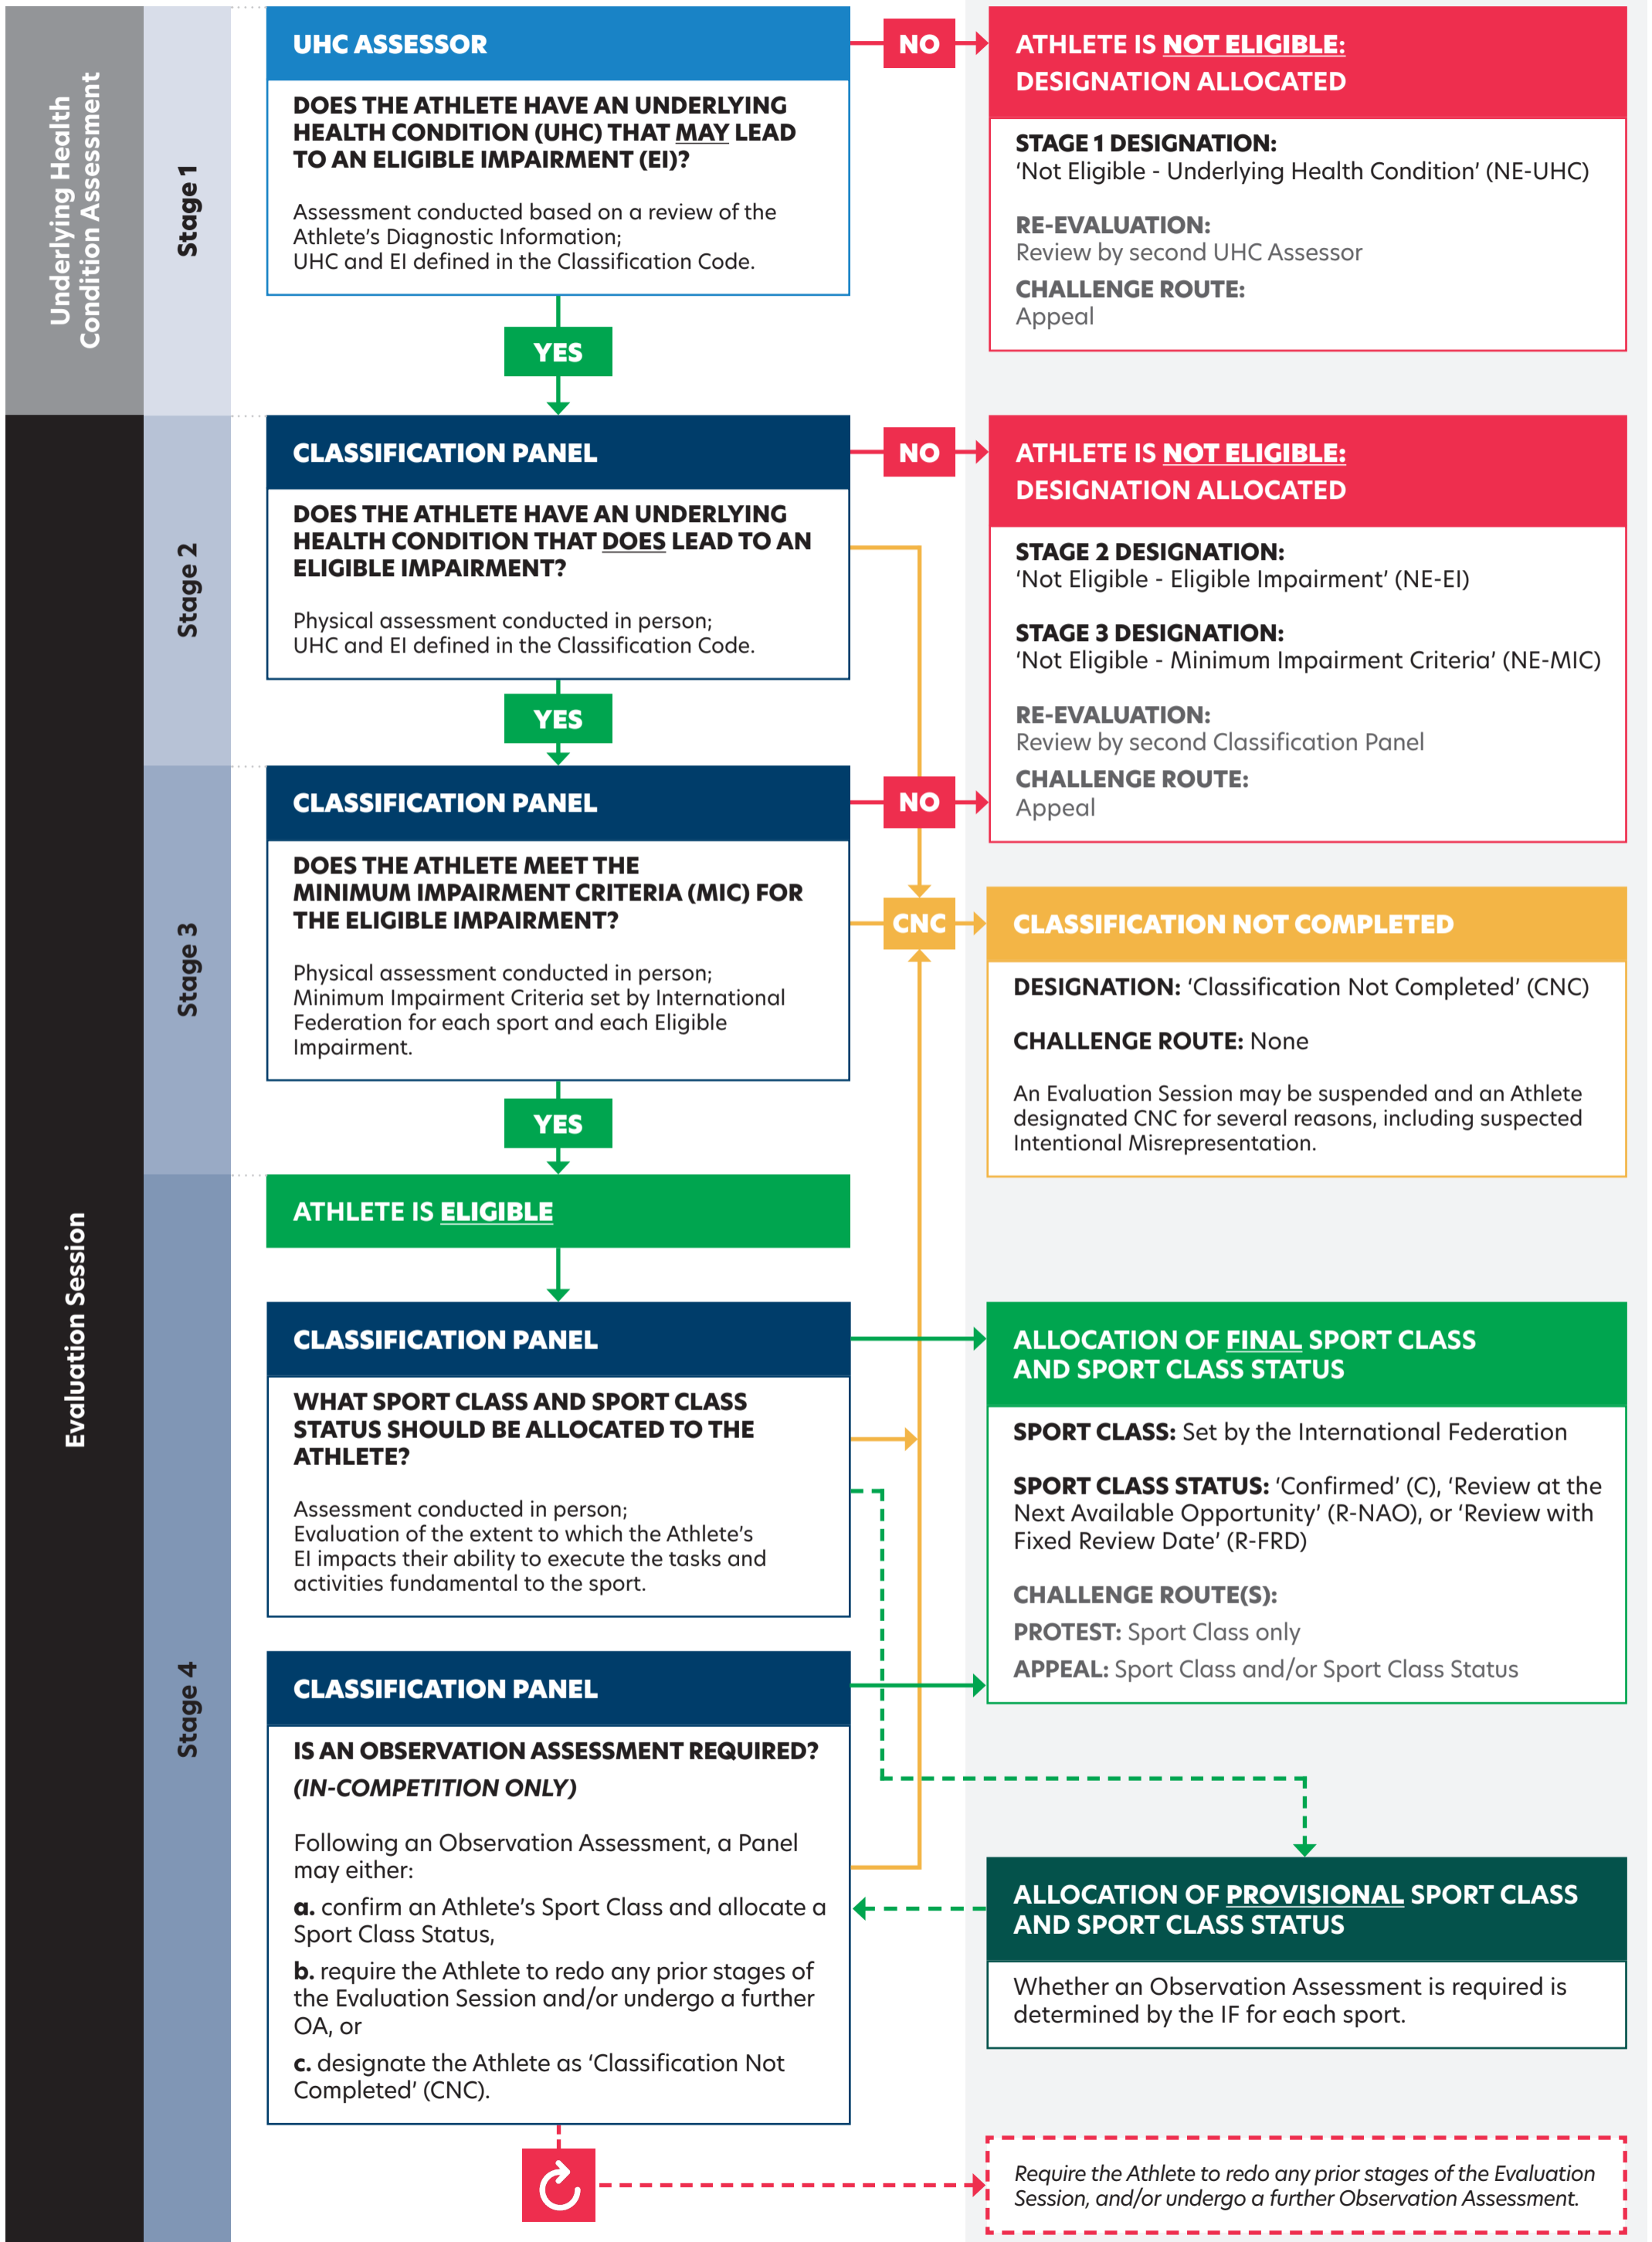 Underlying Health
Condition Assessment
Stage 1
UHC ASSESSOR
DOES THE ATHLETE HAVE AN UNDERLYING
HEALTH CONDITION (UHC) THAT MAY LEAD
TO AN ELIGIBLE IMPAIRMENT (EI)?
Assessment conducted based on a review of the
Athlete’s Diagnostic Information;
UHC and EI defined in the Classification Code.
NO
ATHLETE IS NOT ELIGIBLE:
DESIGNATION ALLOCATED
STAGE 1 DESIGNATION:
‘Not Eligible - Underlying Health Condition’ (NE-UHC)
RE-EVALUATION:
Review by second UHC Assessor
CHALLENGE ROUTE:
Appeal
YES
Evaluation Session
Stage 2
CLASSIFICATION PANEL
DOES THE ATHLETE HAVE AN UNDERLYING
HEALTH CONDITION THAT DOES LEAD TO AN
ELIGIBLE IMPAIRMENT?
Physical assessment conducted in person;
UHC and EI defined in the Classification Code.
NO
ATHLETE IS NOT ELIGIBLE:
DESIGNATION ALLOCATED
STAGE 2 DESIGNATION:
‘Not Eligible - Eligible Impairment’ (NE-EI)
STAGE 3 DESIGNATION:
‘Not Eligible - Minimum Impairment Criteria’ (NE-MIC)
RE-EVALUATION:
Review by second Classification Panel
CHALLENGE ROUTE:
Appeal
YES
Stage 3
CLASSIFICATION PANEL
DOES THE ATHLETE MEET THE
MINIMUM IMPAIRMENT CRITERIA (MIC) FOR
THE ELIGIBLE IMPAIRMENT?
Physical assessment conducted in person;
Minimum Impairment Criteria set by International
Federation for each sport and each Eligible
Impairment.
NO
CNC
CLASSIFICATION NOT COMPLETED
DESIGNATION: ‘Classification Not Completed’ (CNC)
CHALLENGE ROUTE: None
An Evaluation Session may be suspended and an Athlete
designated CNC for several reasons, including suspected
Intentional Misrepresentation.
YES
Stage 4
ATHLETE IS ELIGIBLE
CLASSIFICATION PANEL
WHAT SPORT CLASS AND SPORT CLASS
STATUS SHOULD BE ALLOCATED TO THE
ATHLETE?
Assessment conducted in person;
Evaluation of the extent to which the Athlete’s
EI impacts their ability to execute the tasks and
activities fundamental to the sport.
ALLOCATION OF FINAL SPORT CLASS
AND SPORT CLASS STATUS
SPORT CLASS: Set by the International Federation
SPORT CLASS STATUS: ‘Confirmed’ (C), ‘Review at the
Next Available Opportunity’ (R-NAO), or ‘Review with
Fixed Review Date’ (R-FRD)
CHALLENGE ROUTE(S):
PROTEST: Sport Class only
APPEAL: Sport Class and/or Sport Class Status
CLASSIFICATION PANEL
IS AN OBSERVATION ASSESSMENT REQUIRED?
(IN-COMPETITION ONLY)
Following an Observation Assessment, a Panel
may either:
a. confirm an Athlete’s Sport Class and allocate a
Sport Class Status,
b. require the Athlete to redo any prior stages of
the Evaluation Session and/or undergo a further
OA, or
c. designate the Athlete as ‘Classification Not
Completed’ (CNC).
ALLOCATION OF PROVISIONAL SPORT CLASS
AND SPORT CLASS STATUS
Whether an Observation Assessment is required is
determined by the IF for each sport.
Require the Athlete to redo any prior stages of the Evaluation
Session, and/or undergo a further Observation Assessment.